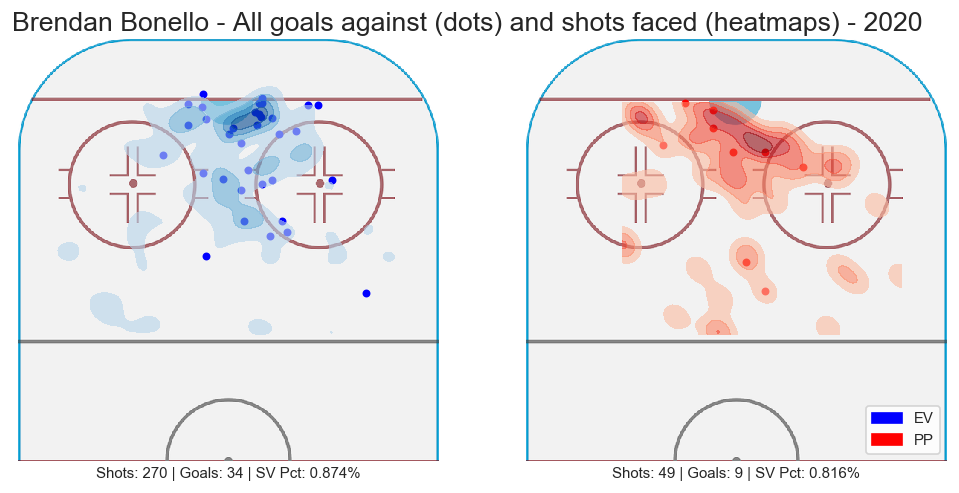 Brendan Bonello - All goals against (dots) and shots faced (heatmaps) - 2020
EV
PP
Shots: 270 | Goals: 34 | SV Pct: 0.874%
Shots: 49 | Goals: 9 | SV Pct: 0.816%